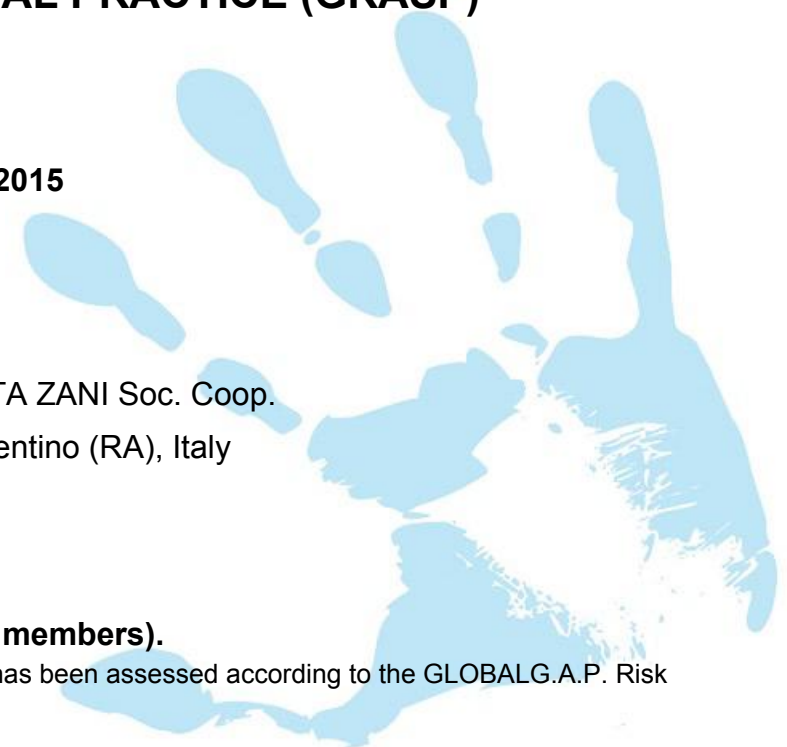 AL PRACTICE (GRASP)
2015
TA ZANI Soc. Coop.
entino (RA), Italy
members).
has been assessed according to the GLOBALG.A.P. Risk